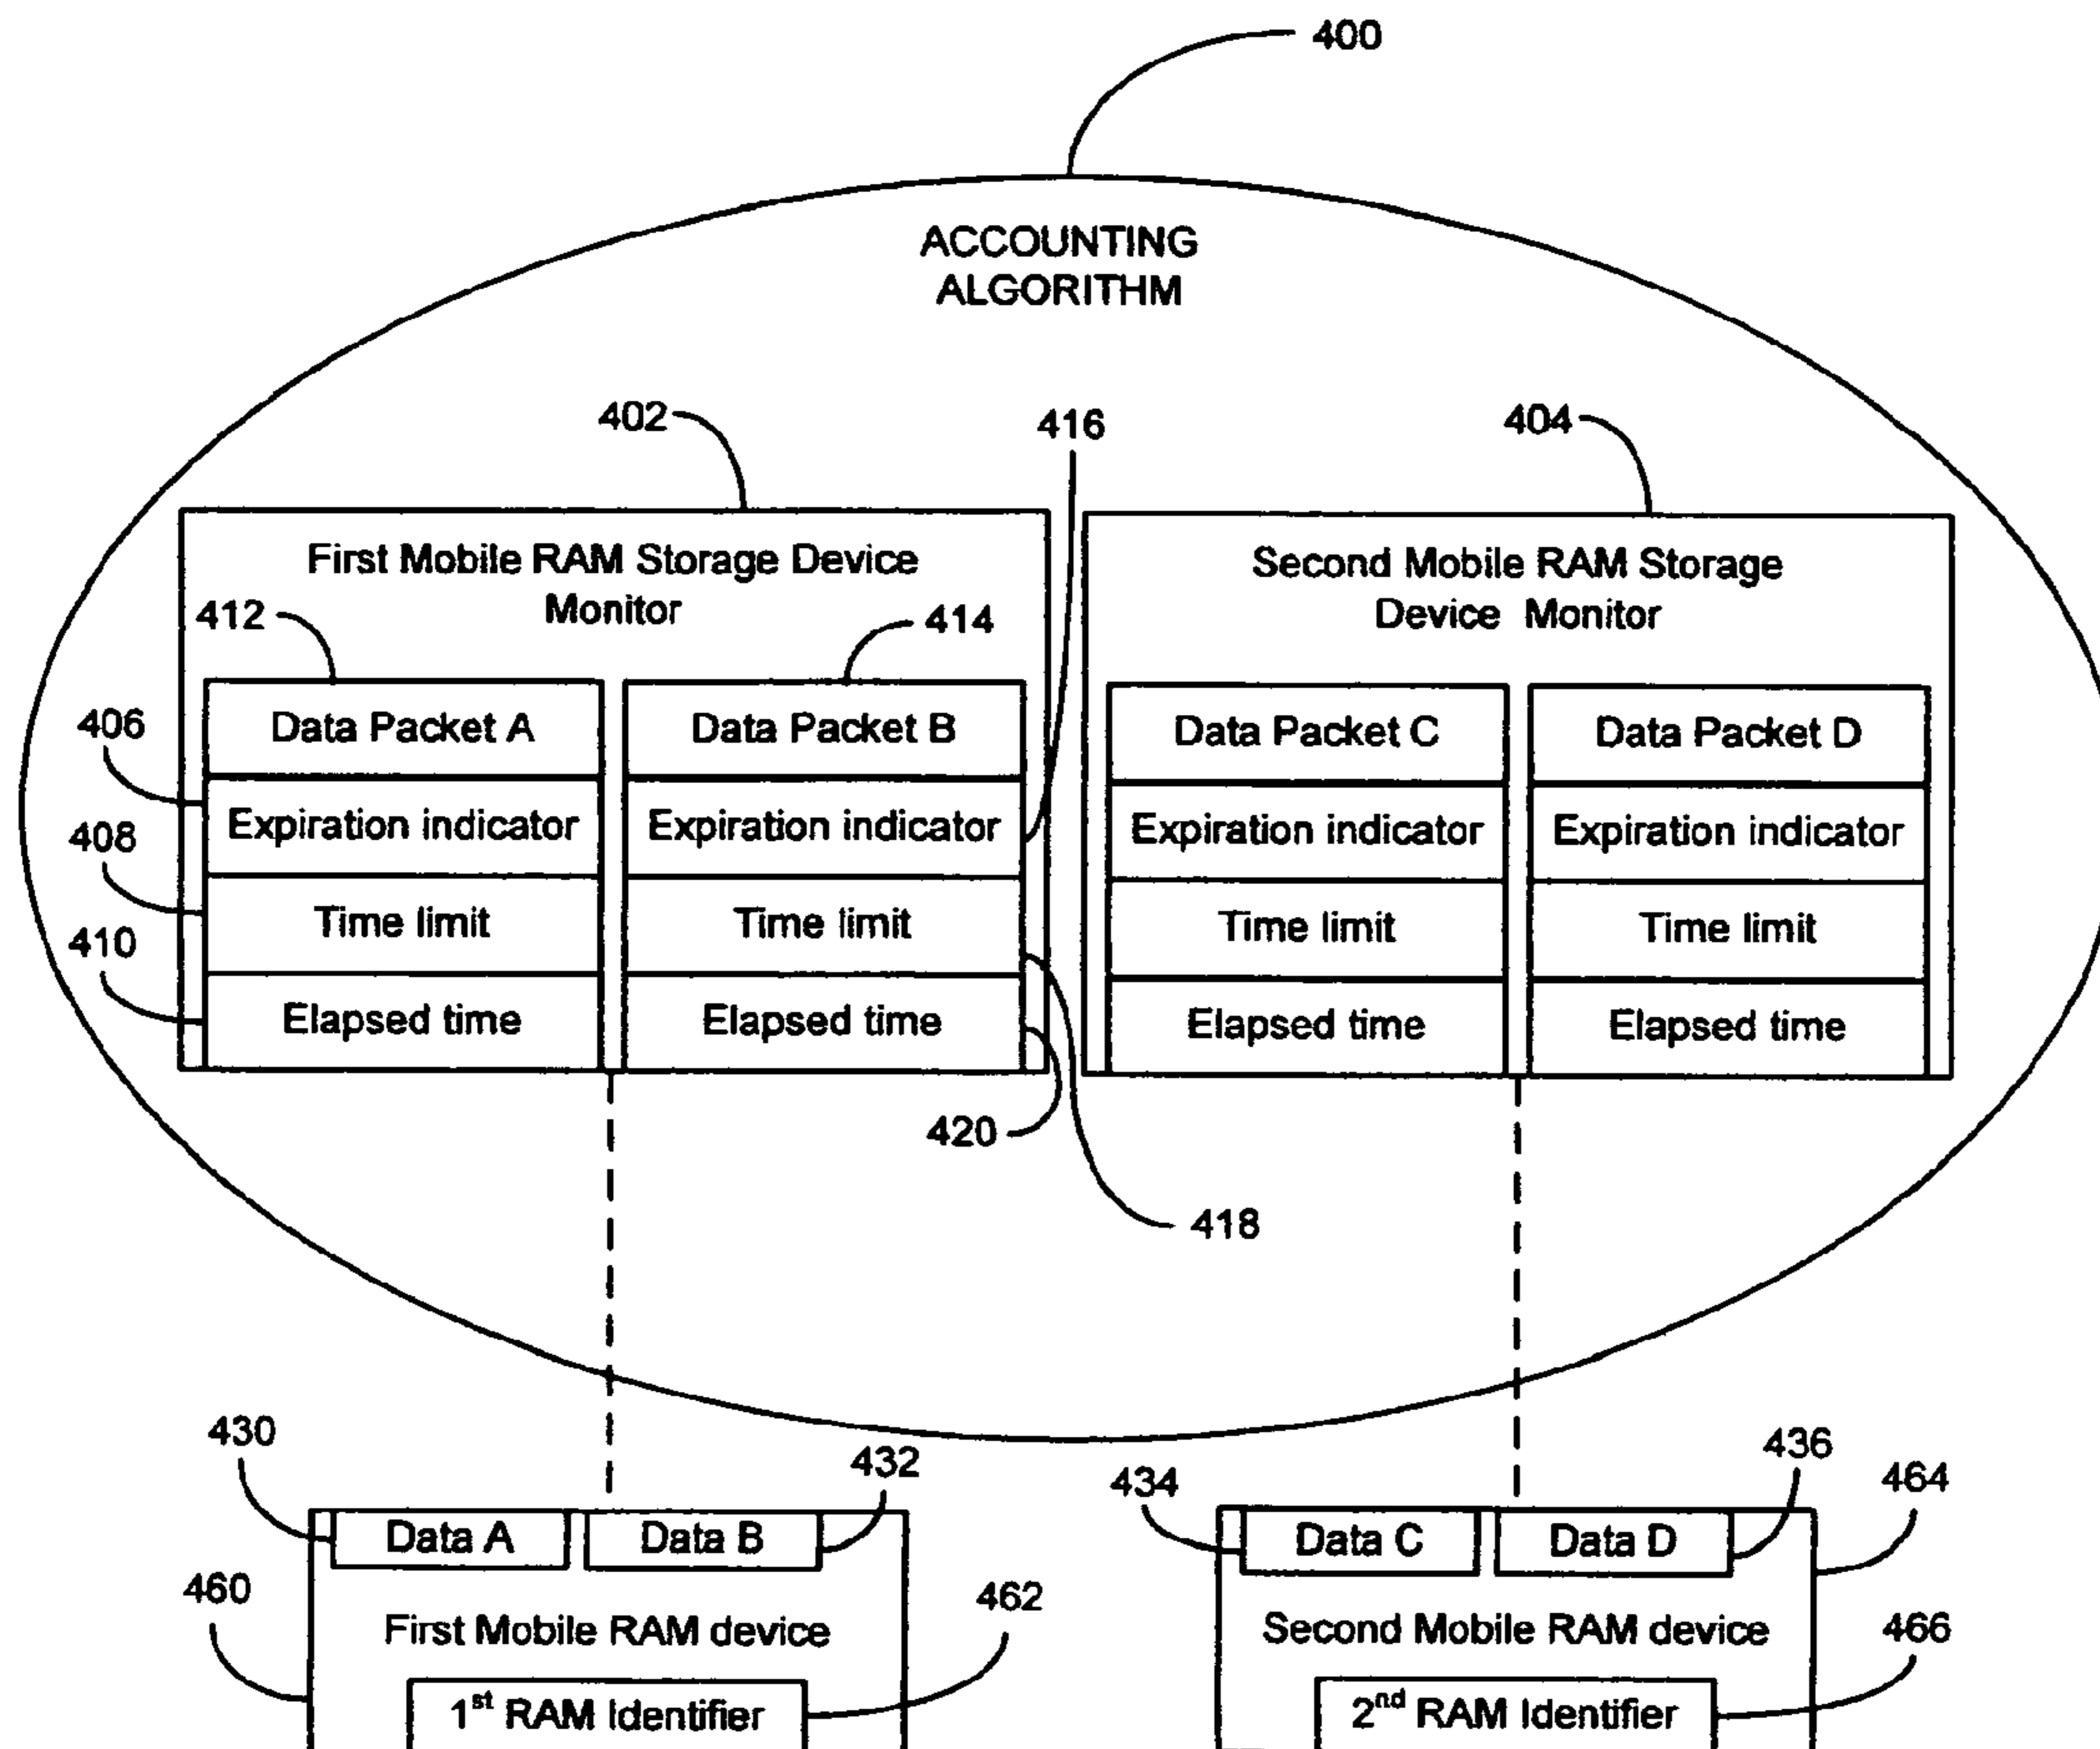 400
ACCOUNTING
ALGORITHM
402
416
404
First Mobile RAM Storage Device
Monitor
412
414
Second Mobile RAM Storage
Device Monitor
406
Data Packet A
Data Packet B
Data Packet C
Data Packet D
408
Expiration indicator
Expiration indicator
Expiration indicator
Expiration indicator
410
Time limit
Time limit
Time limit
Time limit
Elapsed time
Elapsed time
Elapsed time
Elapsed time
420
418
430
432
434
436
464
Data A
Data B
Data C
Data D
460
462
466
First Mobile RAM device
Second Mobile RAM device
1st RAM Identifier
2nd RAM Identifier